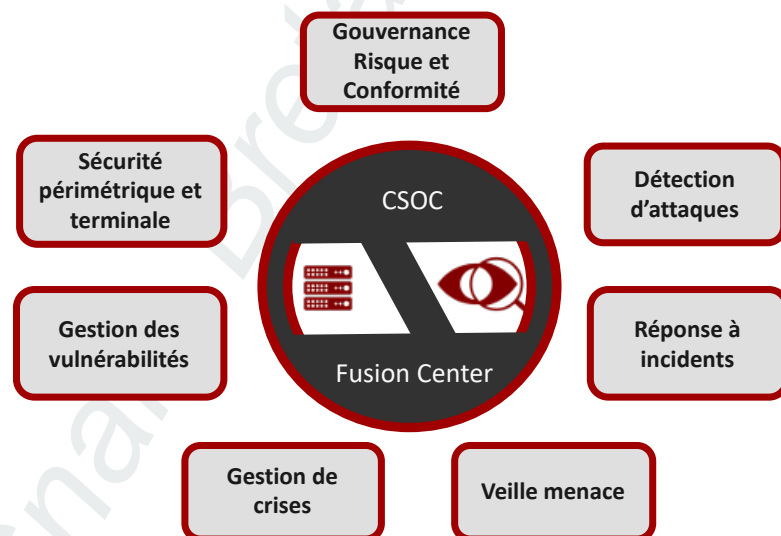 Gouvernance
Risque et
Conformité
Sécurité
périmétrique et
terminale
CSOC
Détection
d’attaques
Gestion des
vulnérabilités
Réponse à
incidents
Fusion Center
Gestion de
crises
Veille menace